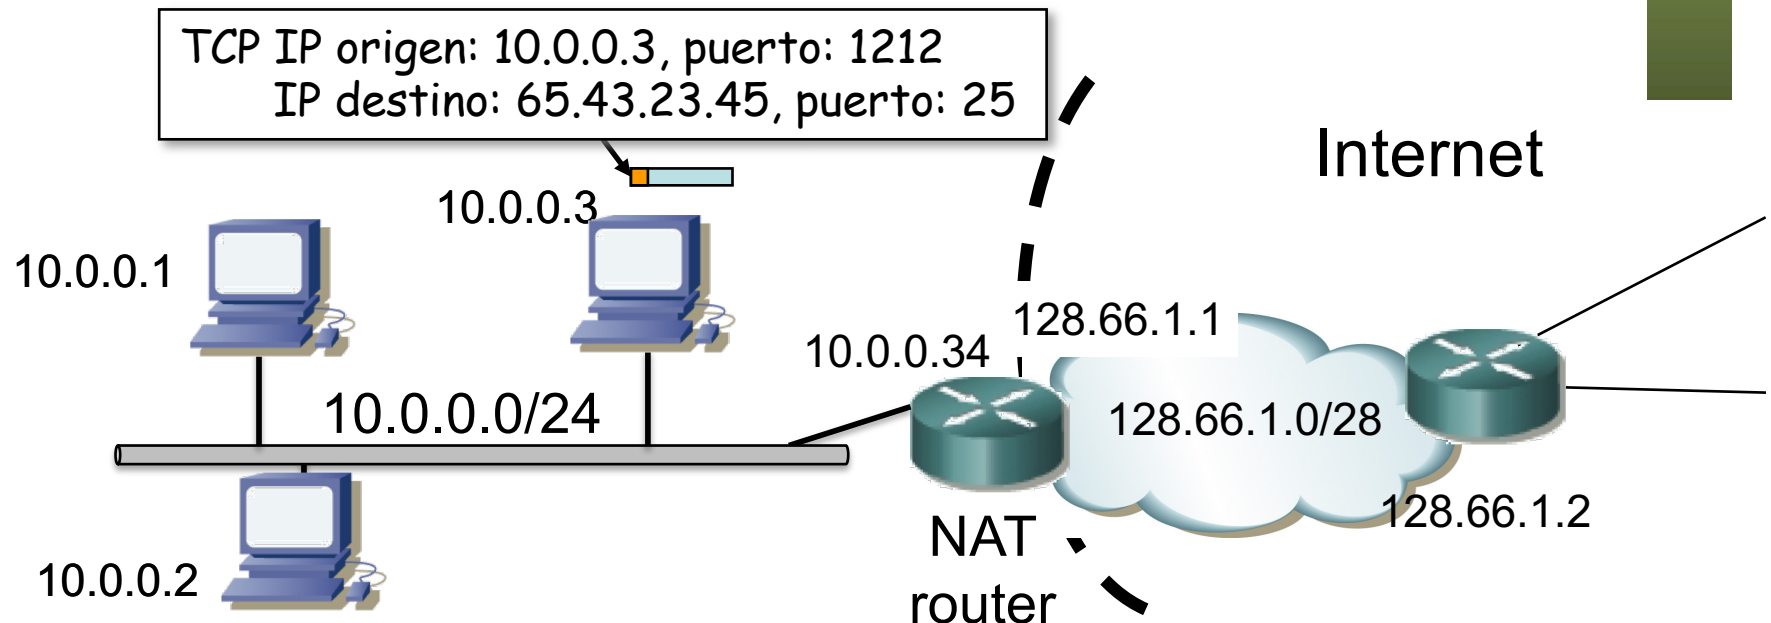 TCP IP origen: 10.0.0.3, puerto: 1212
IP destino: 65.43.23.45, puerto: 25
Internet
10.0.0.3
10.0.0.1
128.66.1.1
10.0.0.34
10.0.0.0/24
128.66.1.0/28
128.66.1.2
NAT
router
10.0.0.2